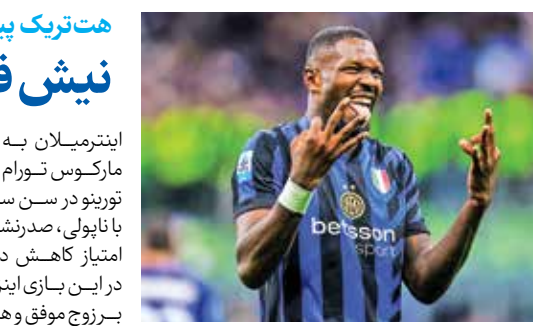 هت‌تریک
نیش
اینترمیلان به
مارکوس تورام
تورینو در سن
با ناپولی، صدرنش
امتیاز کاهش د
در این بازی این
بر زوج موفق و ه
betsson
sport